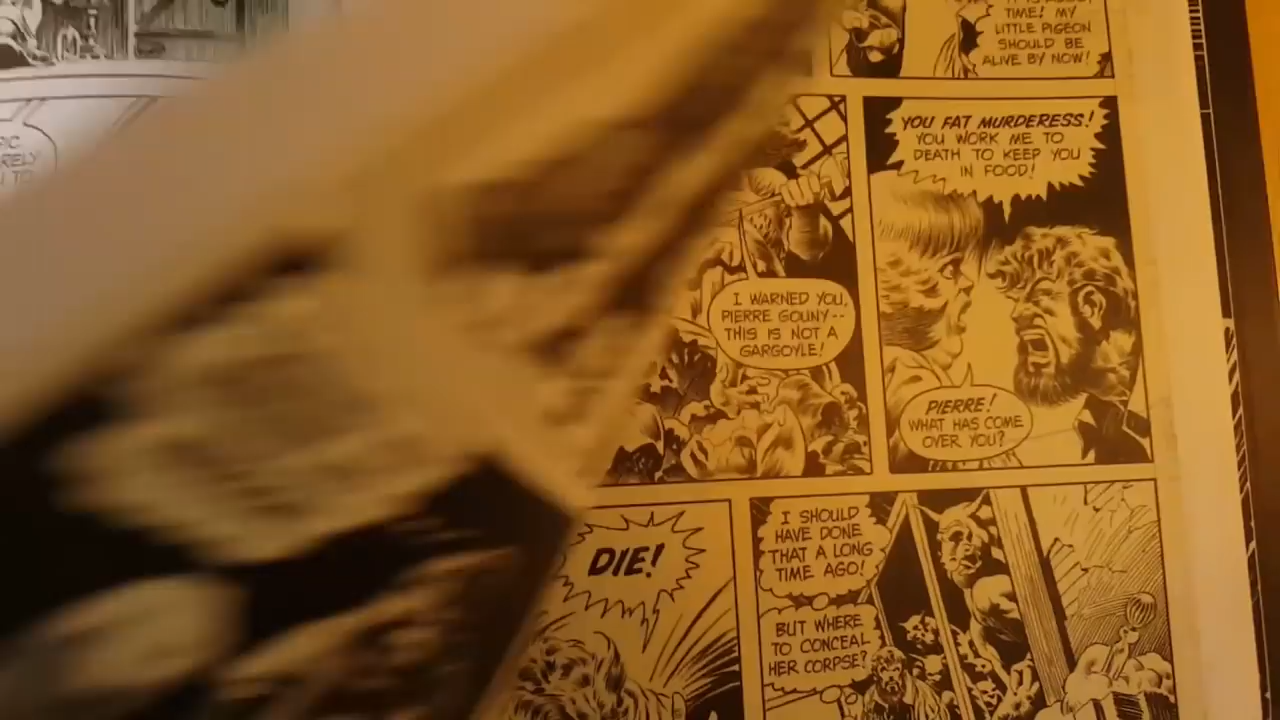 TIME! MY
LITTLE PIGEON
SHOULD BE
ALIVE BY NOW!
RELY
YOU FAT MURDERESS!
YOU WORK ME TO
DEATH TO KEEP YOU
IN FOOD!
I WARNED YOU,
PIERRE GOUNY--
THIS IS NOT A
GARGOYLE!
PIERRE!
WHAT HAS COME
OVER YOU?
DIE!
I SHOULD
HAVE DONE
THAT A LONG
TIME AGO!
BUT WHERE
TO CONCEAL
HER CORPSE?